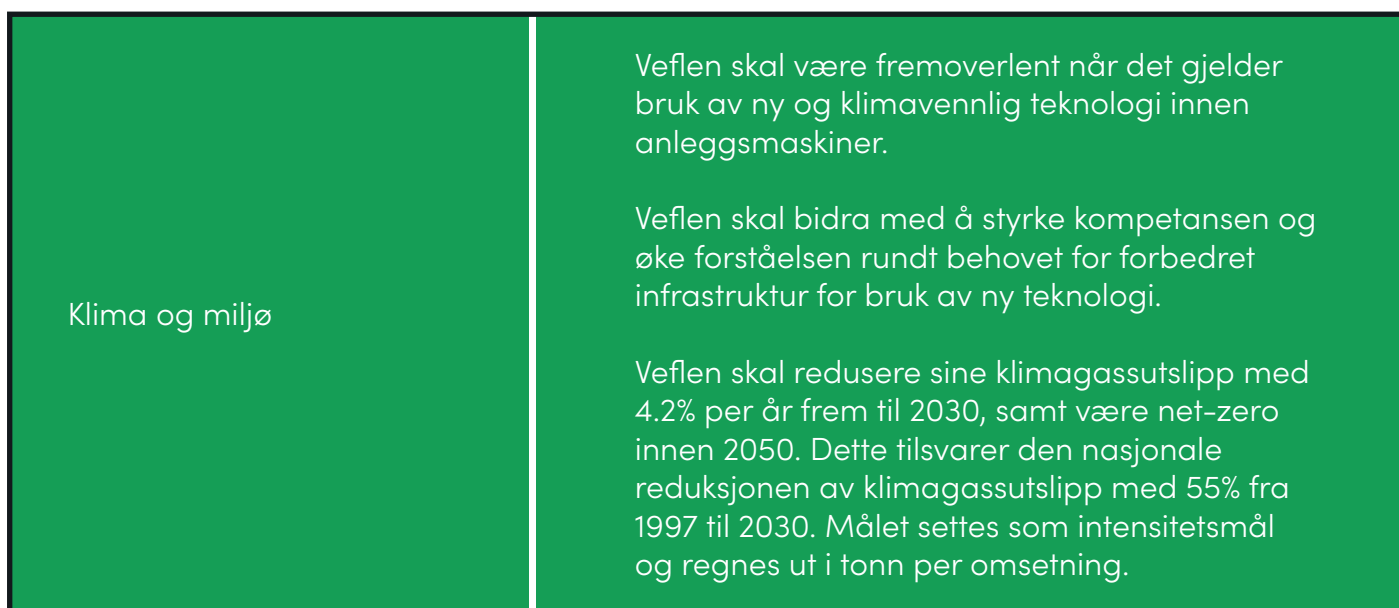 Klima og miljø
Veflen skal være fremoverlent når det gjelder
bruk av ny og klimavennlig teknologi innen
anleggsmaskiner.
Veflen skal bidra med å styrke kompetansen og
øke forståelsen rundt behovet for forbedret
infrastruktur for bruk av ny teknologi.
Veflen skal redusere sine klimagassutslipp med
4.2% per år frem til 2030, samt være net-zero
innen 2050. Dette tilsvarer den nasjonale
reduksjonen av klimagassutslipp med 55% fra
1997 til 2030. Målet settes som intensitetsmål
og regnes ut i tonn per omsetning.